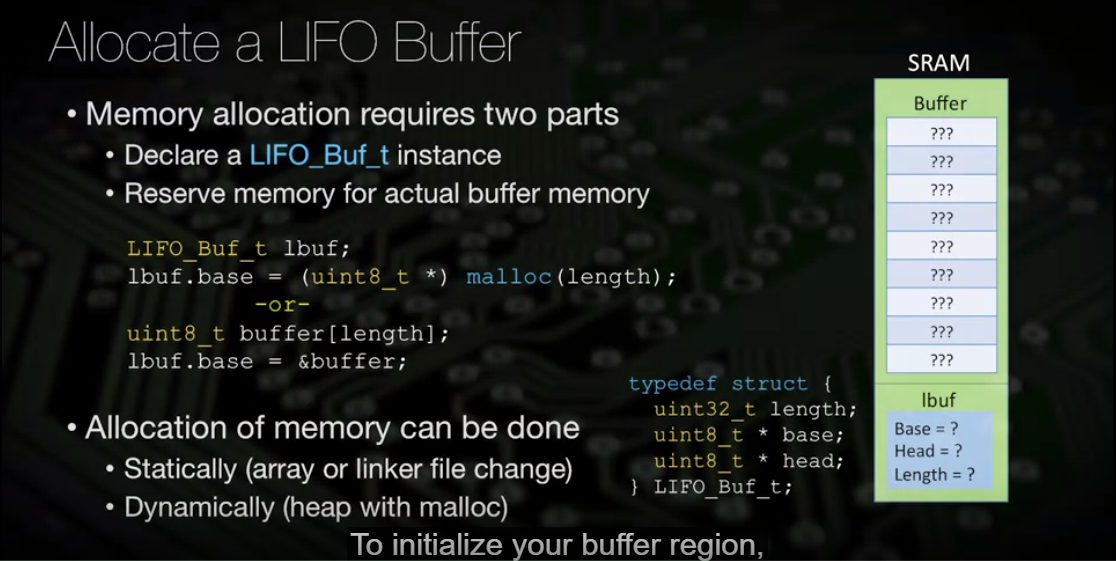 Allocate a LIFO Buffer
• Memory allocation requires two parts
• Declare a LIFO_Buf_t instance
• Reserve memory for actual buffer memory
LIFO_Buf_t lbuf;
lbuf.base = (uint8_t *) malloc(length);
-or-
uint8_t buffer[length];
lbuf.base = &buffer;
• Allocation of memory can be done
• Statically (array or linker file change)
• Dynamically (heap with malloc)
typedef struct {
uint32_t length;
uint8_t * base;
uint8_t * head;
} LIFO_Buf_t;
SRAM
Buffer
???
???
???
???
???
???
???
???
???
lbuf
Base = ?
Head = ?
Length = ?
To initialize your buffer region,